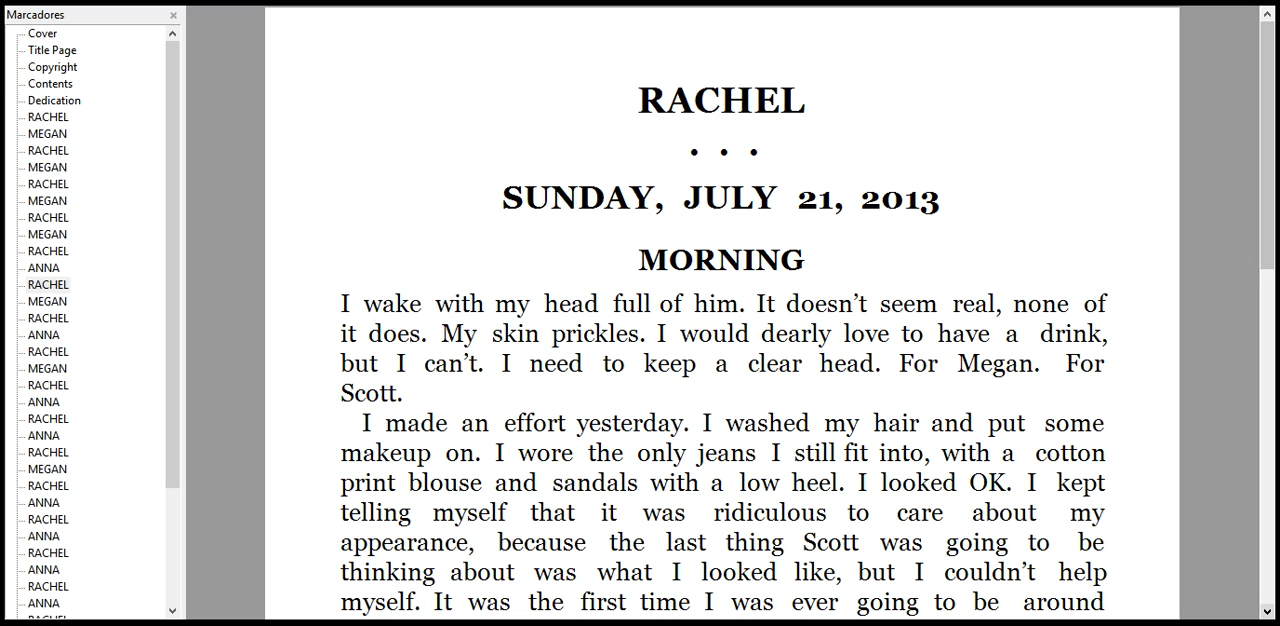 Marcadores
Cover
Title Page
Copyright
Contents
Dedication
RACHEL
MEGAN
RACHEL
MEGAN
RACHEL
MEGAN
RACHEL
MEGAN
RACHEL
ANNA
RACHEL
MEGAN
RACHEL
ANNA
RACHEL
MEGAN
RACHEL
ANNA
RACHEL
ANNA
RACHEL
MEGAN
RACHEL
ANNA
RACHEL
ANNA
RACHEL
ANNA
RACHEL
ANNA
RACHEL
RACHEL
• • •
SUNDAY, JULY 21, 2013
MORNING
I wake with my head full of him. It doesn’t seem real, none of
it does. My skin prickles. I would dearly love to have a drink,
but I can’t. I need to keep a clear head. For Megan. For
Scott.
I made an effort yesterday. I washed my hair and put some
makeup on. I wore the only jeans I still fit into, with a cotton
print blouse and sandals with a low heel. I looked OK. I kept
telling myself that it was ridiculous to care about my
appearance, because the last thing Scott was going to be
thinking about was what I looked like, but I couldn’t help
myself. It was the first time I was ever going to be around